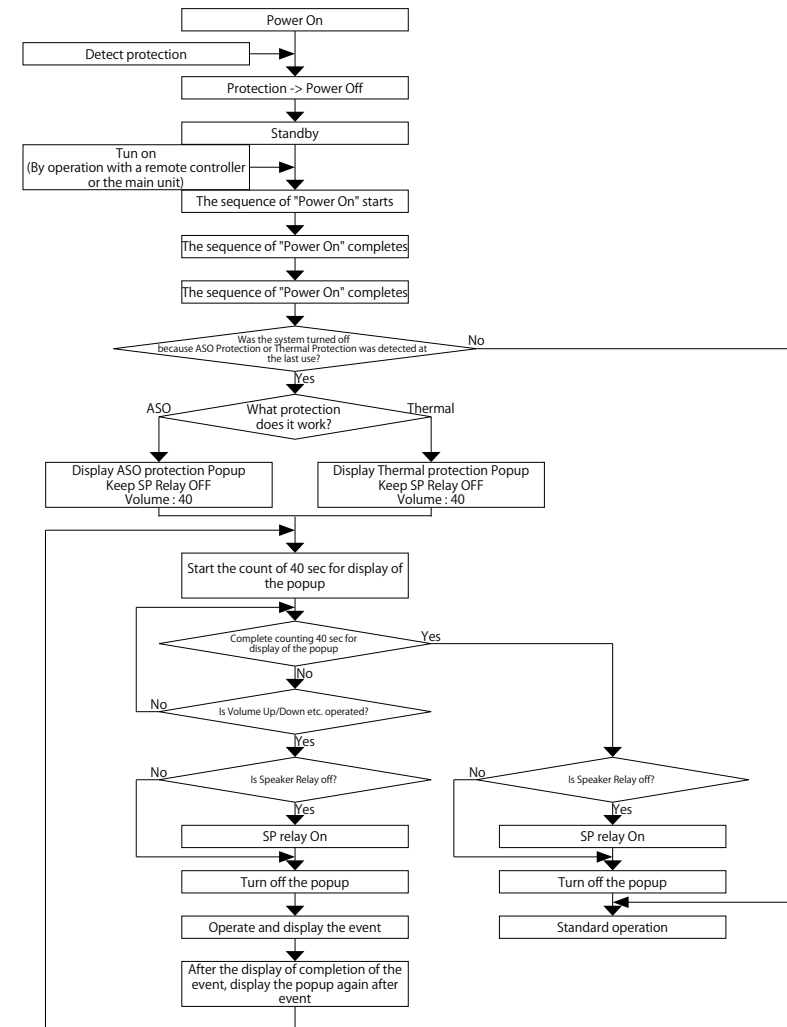 Power On
Detect protection
Protection -> Power Off
Standby
Tun on
(By operation with a remote controller
or the main unit)
The sequence of "Power On" starts
The sequence of "Power On" completes
The sequence of "Power On" completes
Was the system turned off
because ASO Protection or Thermal Protection was detected at
the last use?
No
Yes
ASO
What protection
does it work?
Thermal
Display ASO protection Popup
Keep SP Relay OFF
Volume : 40
Display Thermal protection Popup
Keep SP Relay OFF
Volume : 40
Start the count of 40 sec for display of
the popup
Complete counting 40 sec for
display of the popup
Yes
No
No
Is Volume Up/Down etc. operated?
Yes
No
Is Speaker Relay off?
Yes
SP relay On
Turn off the popup
Operate and display the event
After the display of completion of the
event, display the popup again after
event
No
Is Speaker Relay off?
Yes
SP relay On
Turn off the popup
Standard operation